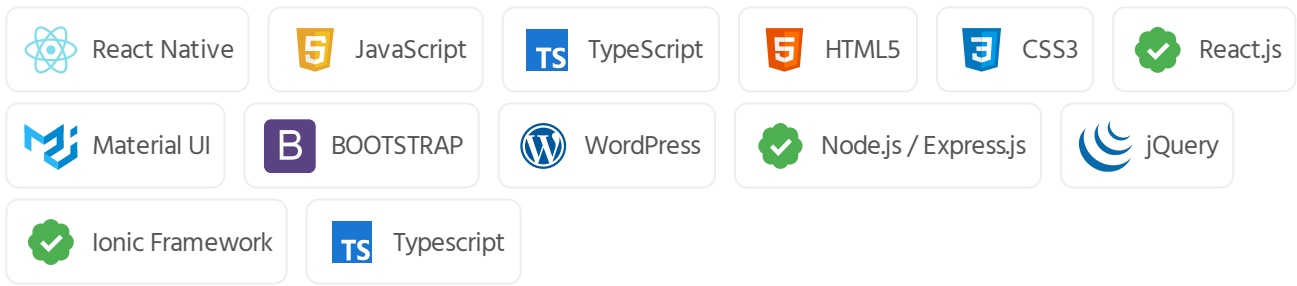 React Native JavaScript TypeScript HTML5 CSS3 React.js
Material UI BOOTSTRAP WordPress Node.js / Express.js jQuery
Ionic Framework Typescript